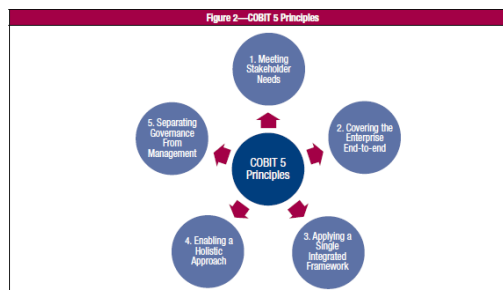 Figure 2—COBIT 5 Principles
1. Meeting
Stakeholder
Needs
5. Separating
Governance
From
Management
2. Covering the
Enterprise
End-to-end
COBIT 5
Principles
4. Enabling a
Holistic
Approach
3. Applying a
Single
Integrated
Framework